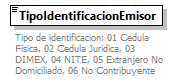 TipoIdentificacionEmisor
Tipo de identificacion: 01 Cedula
Fisica, 02 Cedula Juridica, 03
DIMEX, 04 NITE, 05 Extranjero No
Domiciliado, 06 No Contribuyente